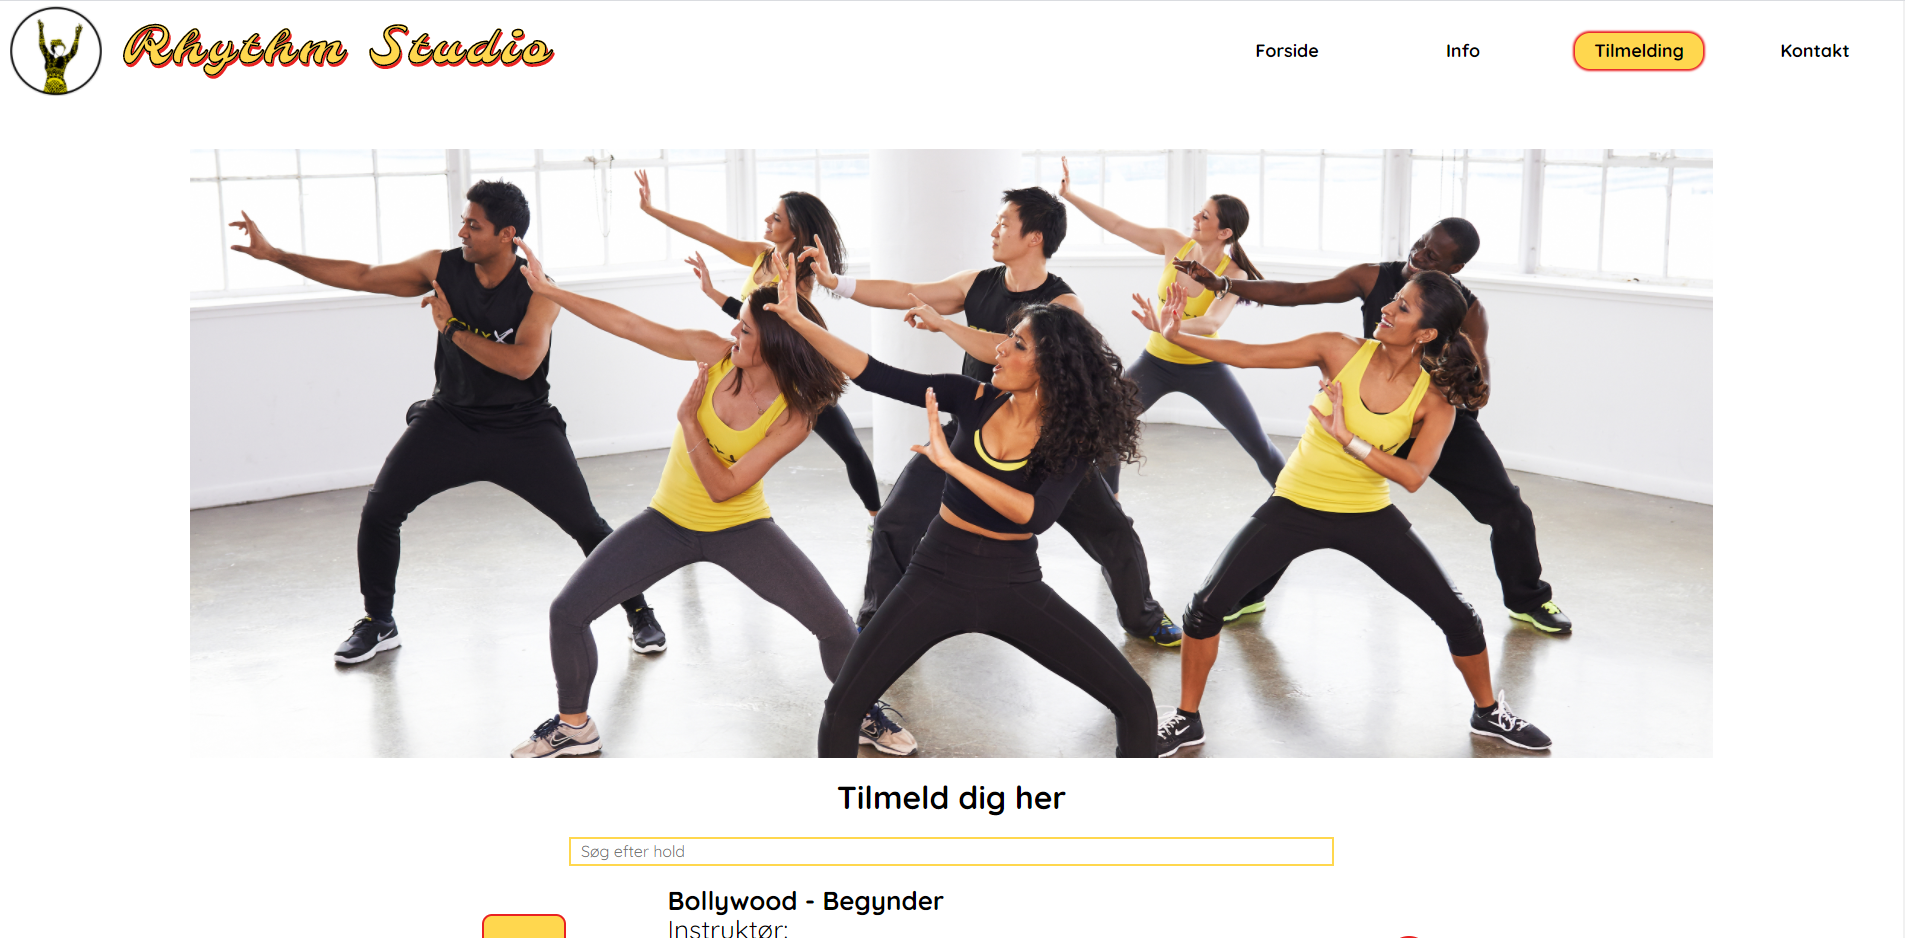 Rhythm Studio
Forside
Info
Tilmelding
Kontakt
Tilmeld dig her
Søg efter hold
Bollywood - Begynder
Instruktør: